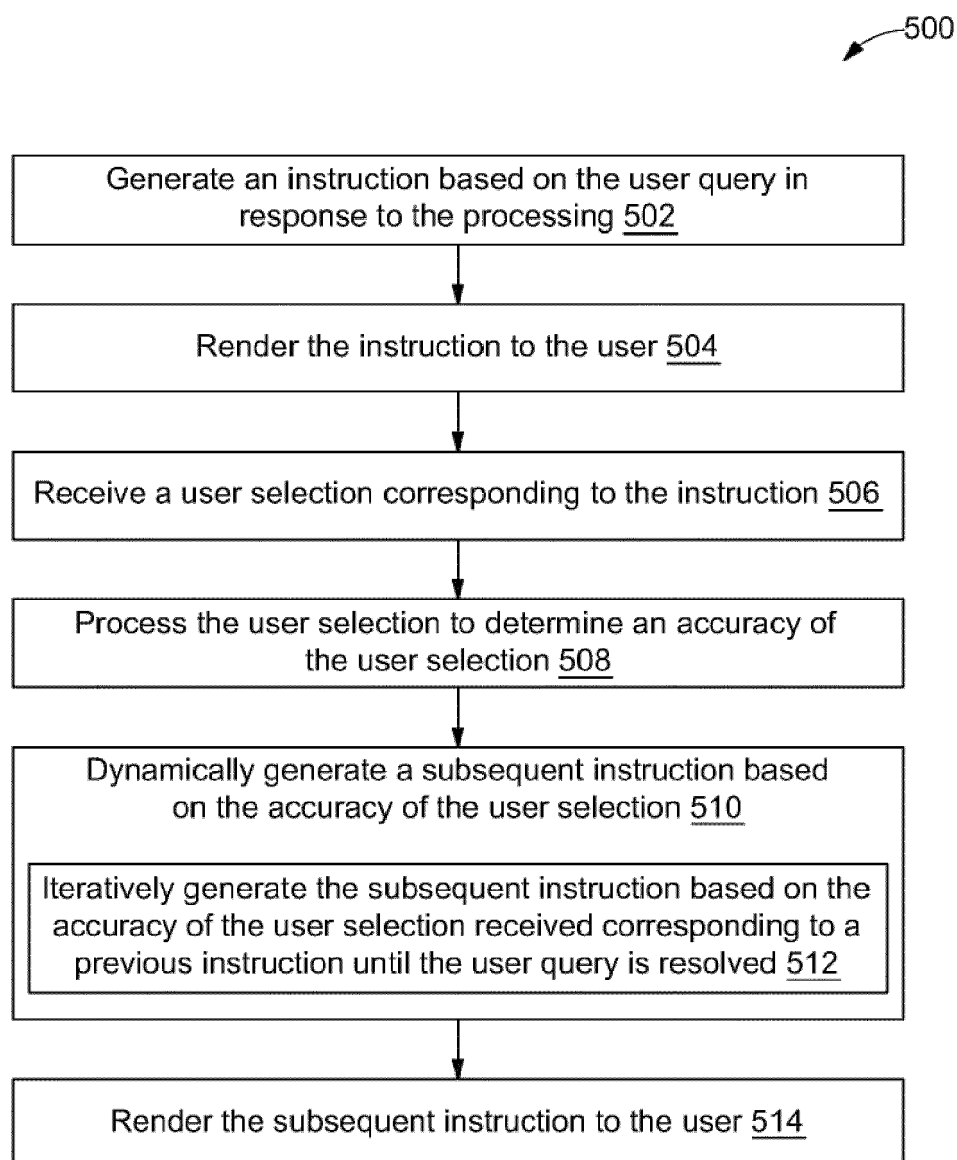 500
Generate an instruction based on the user query in
response to the processing 502
Render the instruction to the user 504
Receive a user selection corresponding to the instruction 506
Process the user selection to determine an accuracy of
the user selection 508
Dynamically generate a subsequent instruction based
on the accuracy of the user selection 510
Iteratively generate the subsequent instruction based on the
accuracy of the user selection received corresponding to a
previous instruction until the user query is resolved 512
Render the subsequent instruction to the user 514